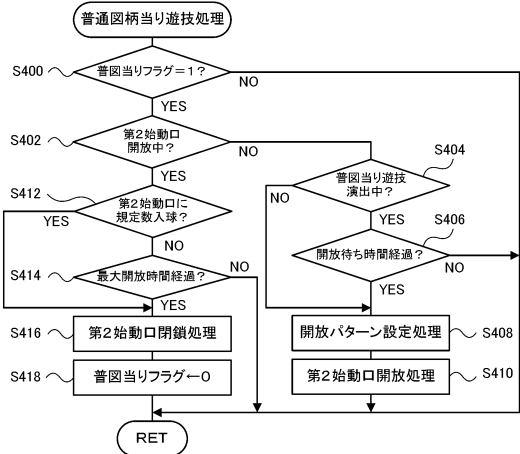 普通図柄当り遊技処理
S400
普図当りフラグ=1?
NO
YES
S402
第2始動口
開放中?
NO
YES
S404
普図当り遊技
演出中?
NO
YES
S412
第2始動口に
規定数入球?
YES
NO
S406
開放待ち時間経過?
NO
YES
S414
最大開放時間経過?
NO
YES
S416
第2始動口閉鎖処理
開放パターン設定処理
S408
S418
普図当りフラグ←0
第2始動口開放処理
S410
RET